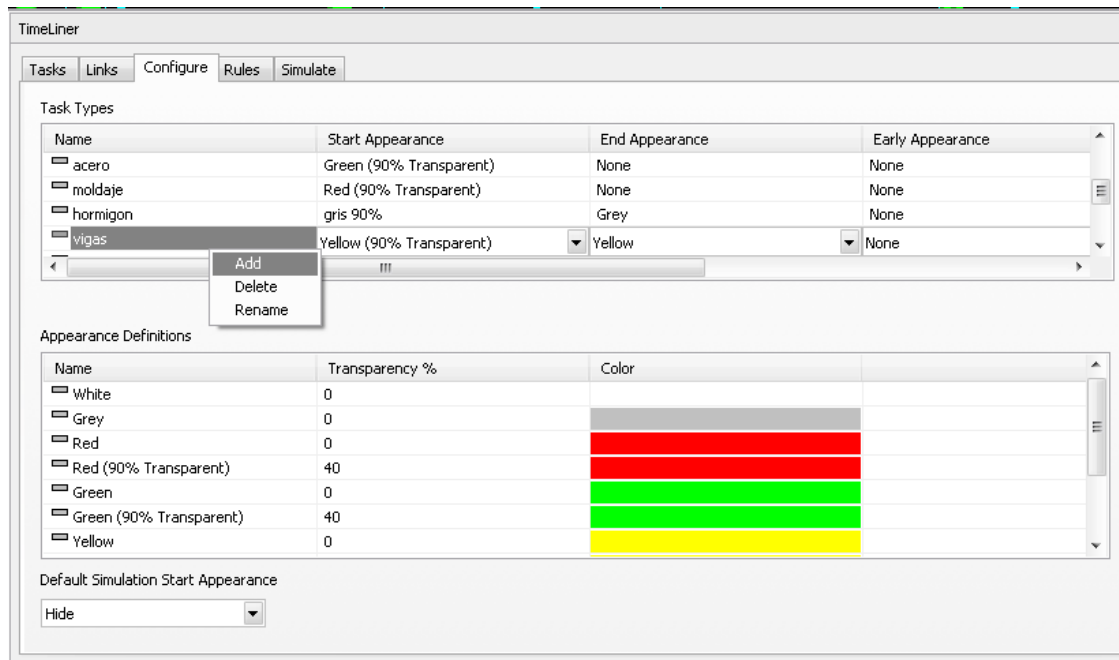 TimeLiner
Tasks Links Configure Rules Simulate
Task Types
Name Start Appearance End Appearance Early Appearance
acero Green (90% Transparent) None None
moldaje Red (90% Transparent) None None
hormigon gris 90% Grey None
vigas Yellow (90% Transparent) Yellow None
Add
Delete
Rename
Appearance Definitions
Name Transparency % Color
White 0
Grey 0
Red 0
Red (90% Transparent) 40
Green 0
Green (90% Transparent) 40
Yellow 0
Default Simulation Start Appearance
Hide